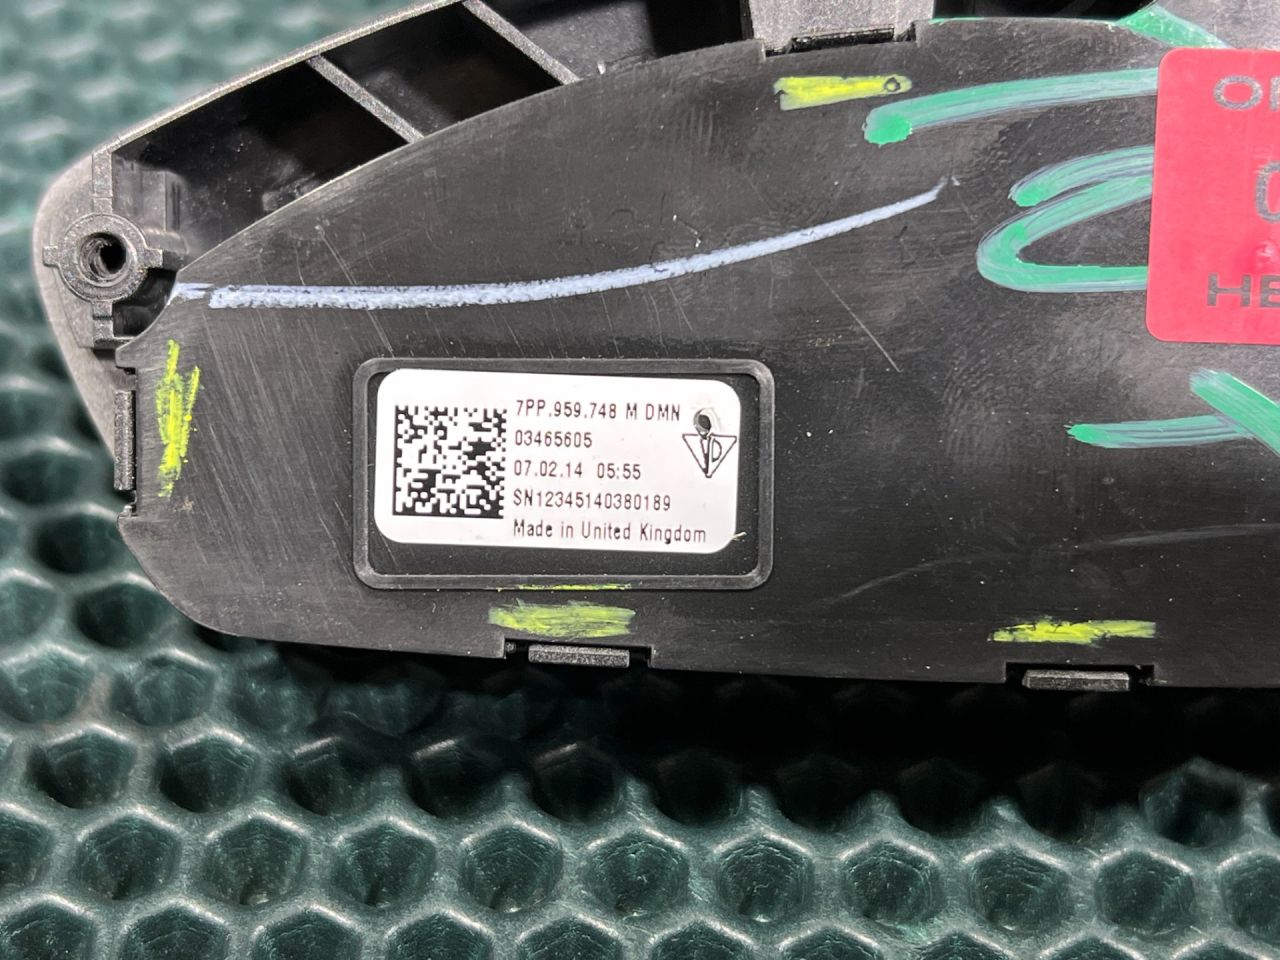 7PP.959.748 M DMN
03465605
07.02.14 05:55
SN12345140380189
Made in United Kingdom